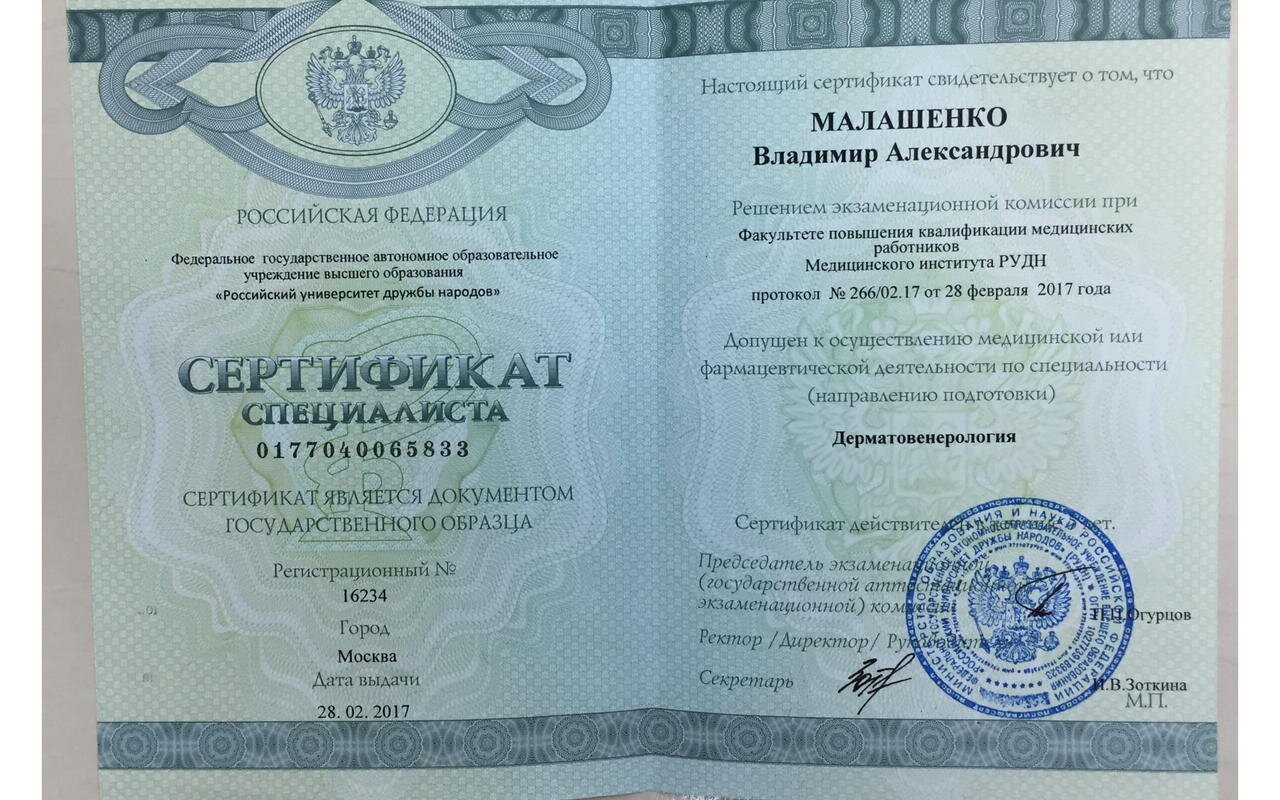 РОССИЙСКАЯ ФЕДЕРАЦИЯ
Федеральное государственное автономное образовательное
учреждение высшего образования
«Российский университет дружбы народов»
СЕРТИФИКАТ
СПЕЦИАЛИСТА
0177040065833
СЕРТИФИКАТ ЯВЛЯЕТСЯ ДОКУМЕНТОМ
ГОСУДАРСТВЕННОГО ОБРАЗЦА
Регистрационный №
16234
Город
Москва
Дата выдачи
28. 02. 2017
Настоящий сертификат свидетельствует о том, что
МАЛАШЕНКО
Владимир Александрович
Решением экзаменационной комиссии при
Факультете повышения квалификации медицинских
работников
Медицинского института РУДН
протокол № 266/02.17 от 28 февраля 2017 года
Допущен к осуществлению медицинской или
фармацевтической деятельности по специальности
(направлению подготовки)
Дерматовенерология
Сертификат действителен лет.
Председатель экзаменационной
(государственной
экзаменационной)
П.П.Огурцов
Ректор /Директор/
Секретарь
И.В.Зоткина
М.П.